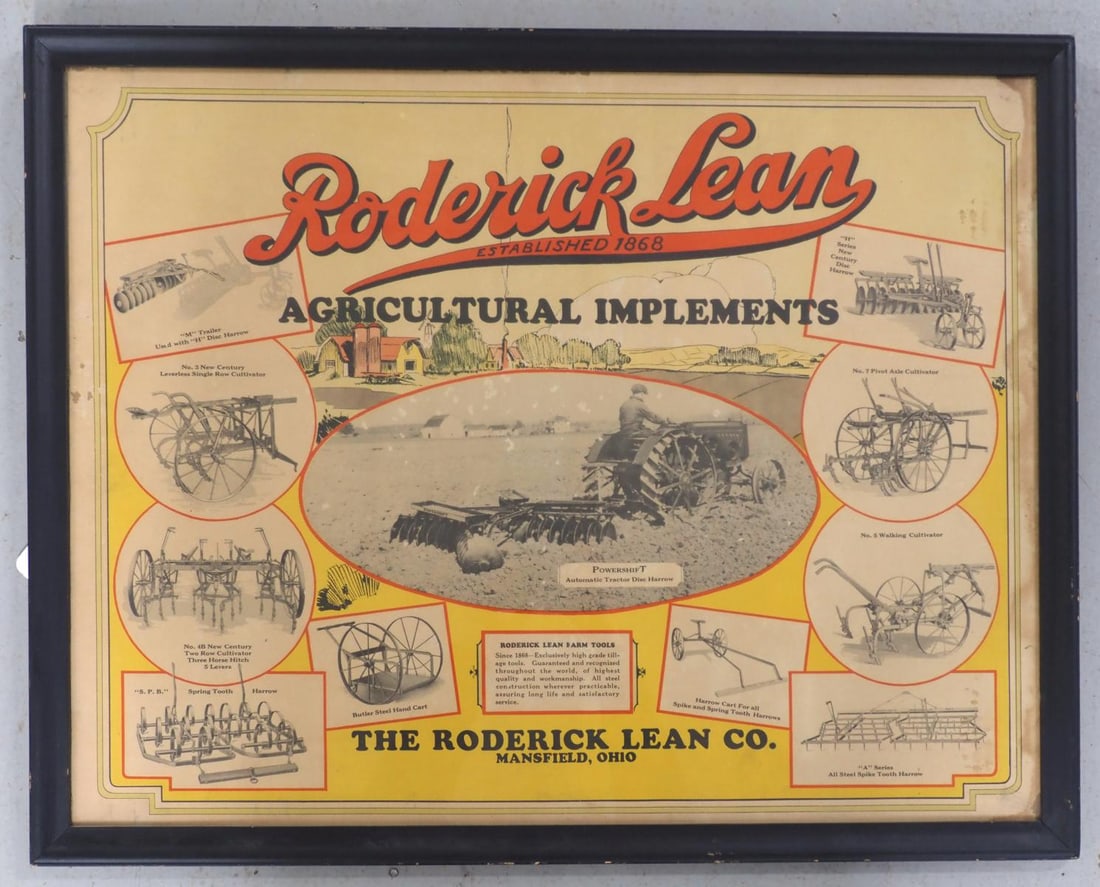 Roderick Lean
ESTABLISHED 1868
AGRICULTURAL IMPLEMENTS
"M" Trailer
Used with "H" Disc Harrow
"H"
Series
New
Century
Disc
Harrow
No. 3 New Century
Leverless Single Row Cultivator
No. 7 Pivot Axle Cultivator
POWERSHIFT
Automatic Tractor Disc Harrow
No. 5 Walking Cultivator
No. 4B New Century
Two Row Cultivator
Three Horse Hitch
5 Levers
Butler Steel Hand Cart
RODERICK LEAN FARM TOOLS
Since 1868—Exclusively high grade till-
age tools. Guaranteed and recognized
throughout the world, of highest
quality and workmanship. All steel
construction wherever practicable,
assuring long life and satisfactory
service.
Harrow Cart For all
Spike and Spring Tooth Harrows
"S. P. B." Spring Tooth Harrow
"A" Series
All Steel Spike Tooth Harrow
THE RODERICK LEAN CO.
MANSFIELD, OHIO